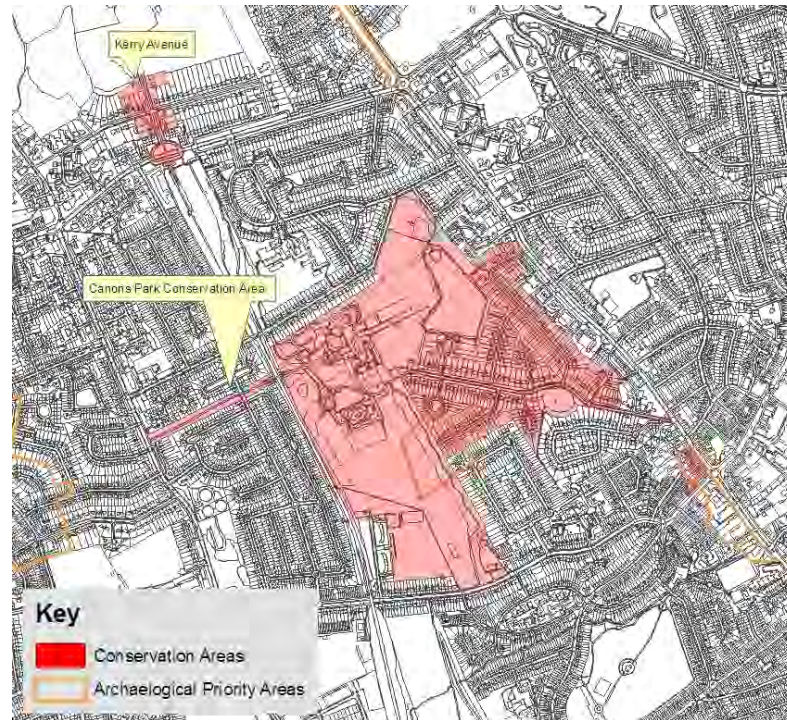 Kerry Avenue
Canons Park Conservation Area
Key
Conservation Areas
Archaelogical Priority Areas